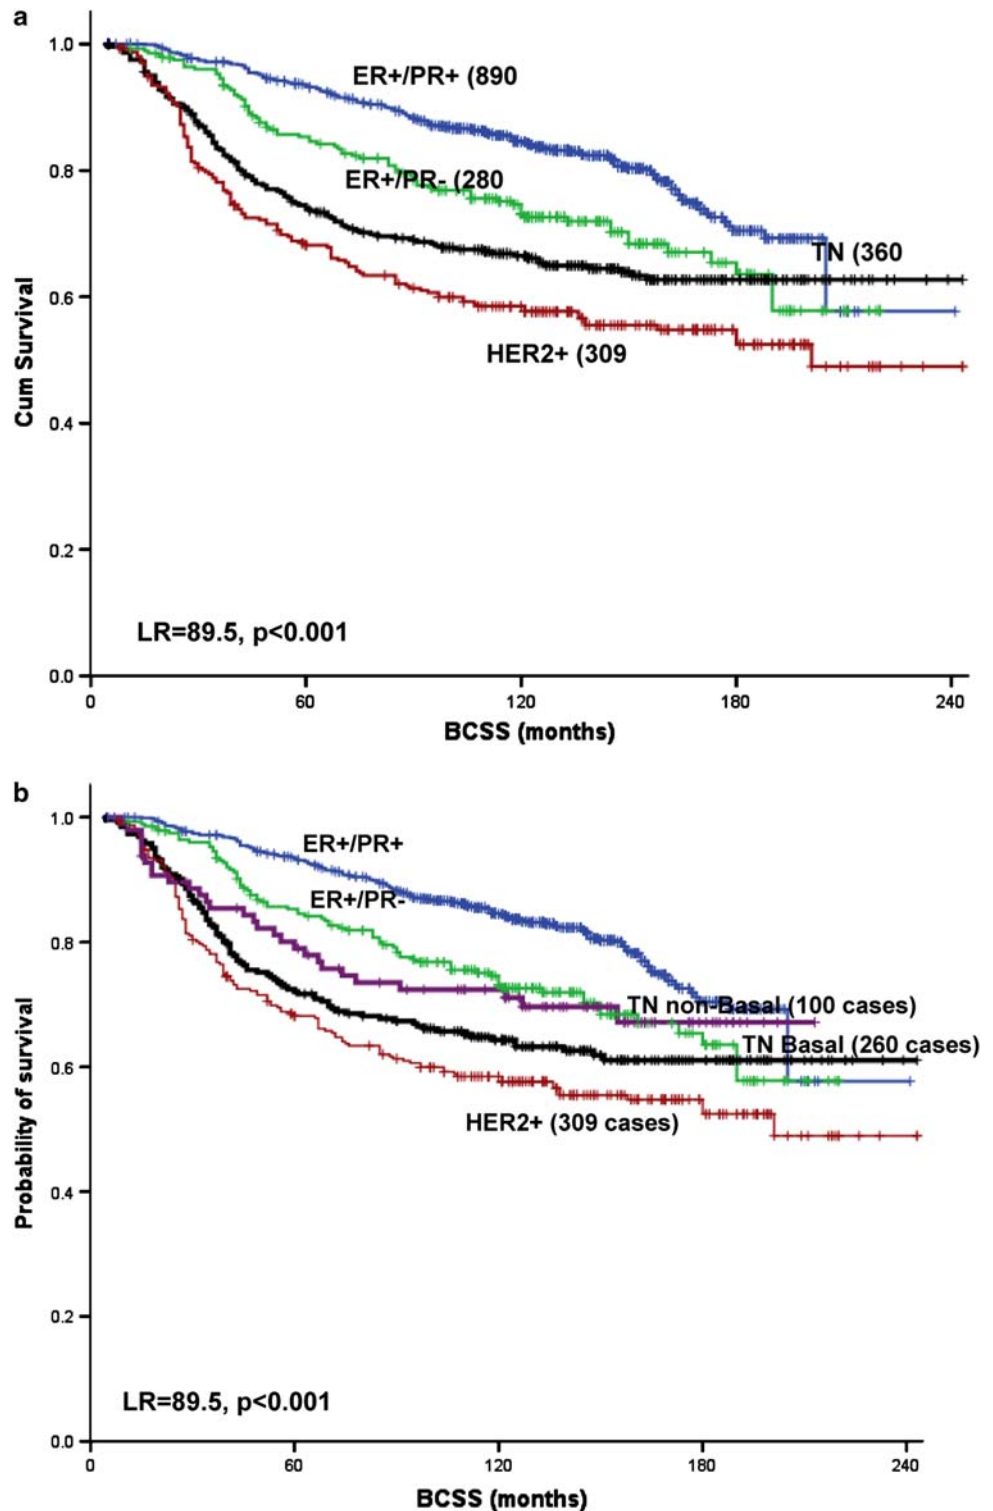 a
1.0
0.8
0.6
0.4
0.2
0.0
Cum Survival
ER+/PR+ (890
ER+/PR- (280
TN (360
HER2+ (309
LR=89.5, p<0.001
0 60 120 180 240
BCSS (months)
b
1.0
0.8
0.6
0.4
0.2
0.0
Probability of survival
ER+/PR+
ER+/PR-
TN non-Basal (100 cases)
TN Basal (260 cases)
HER2+ (309 cases)
LR=89.5, p<0.001
0 60 120 180 240
BCSS (months)